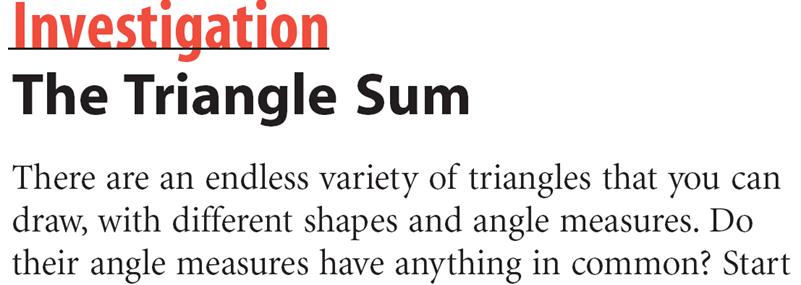 Investigation
The Triangle Sum
There are an endless variety of triangles that you can
draw, with different shapes and angle measures. Do
their angle measures have anything in common? Start